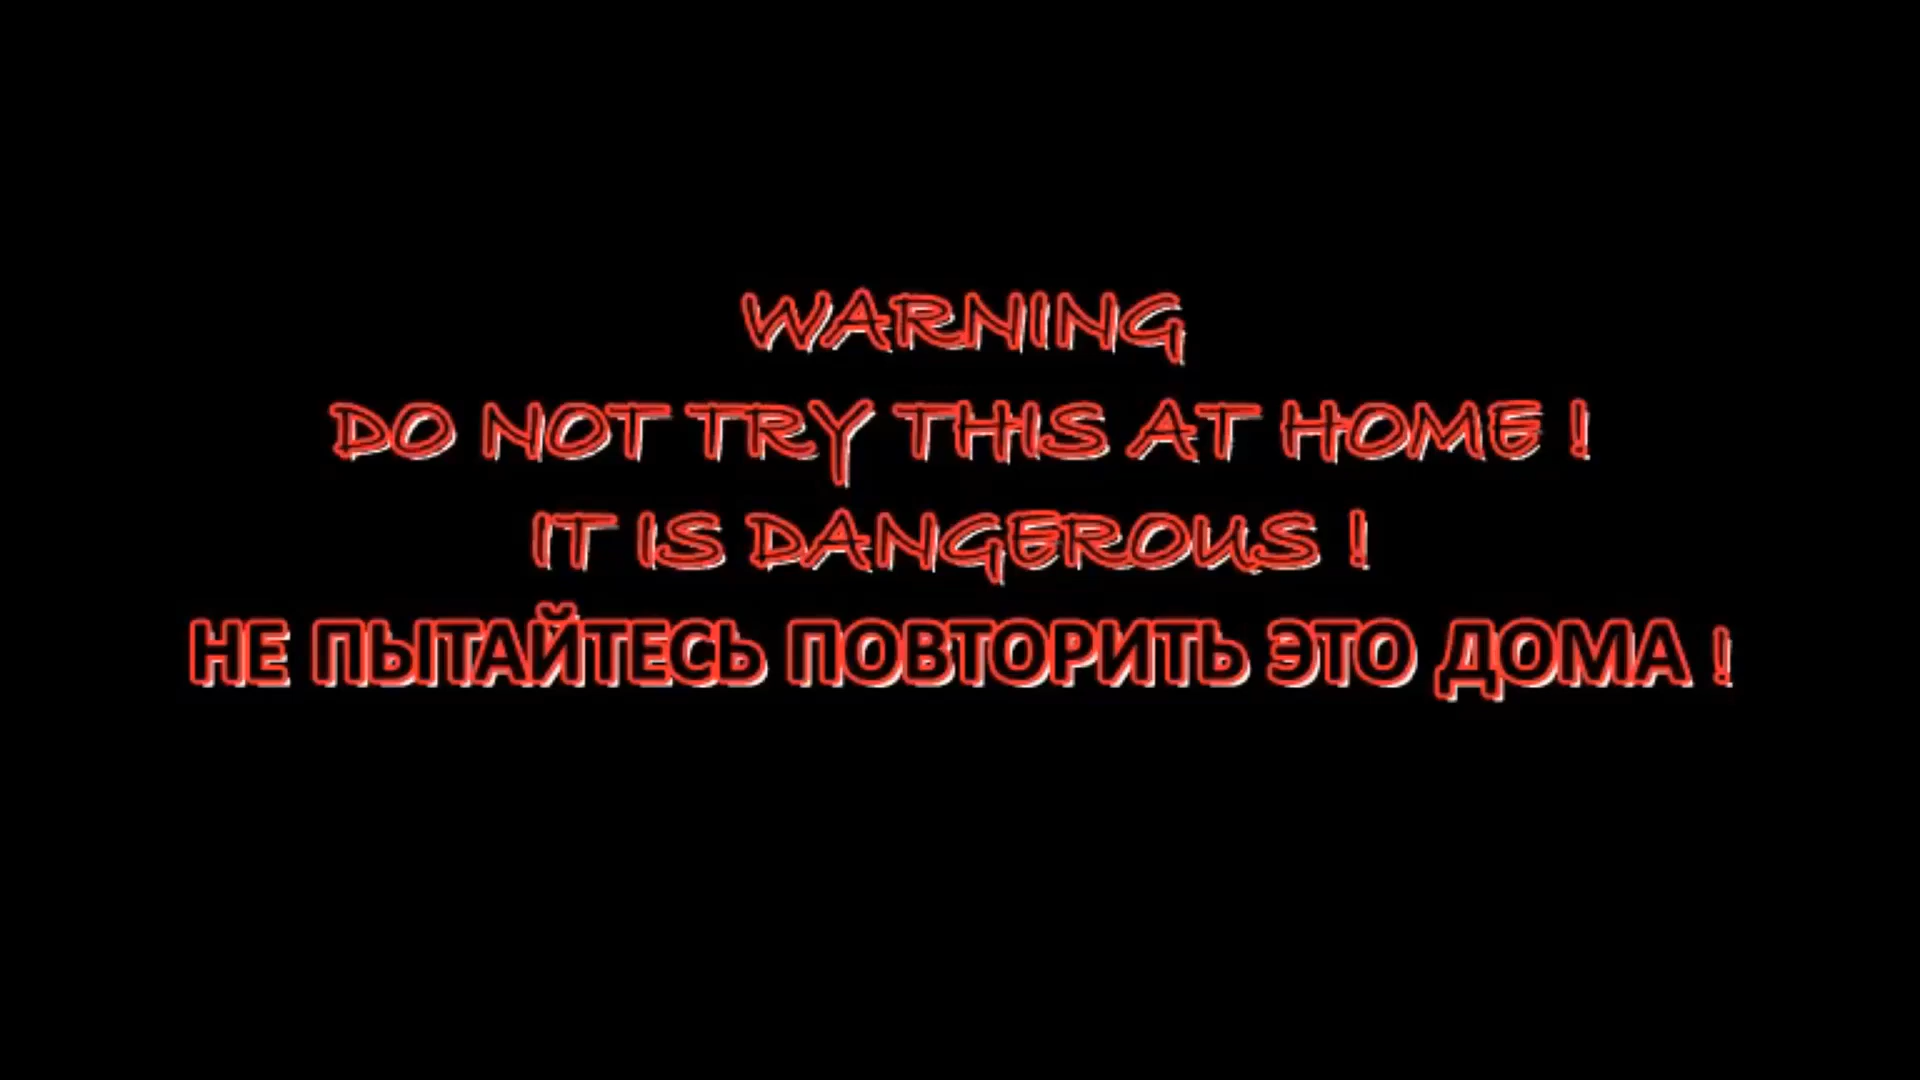 WARNING
DO NOT TRY THIS AT HOME !
IT IS DANGEROUS !
НЕ ПЫТАЙТЕСЬ ПОВТОРИТЬ ЭТО ДОМА !